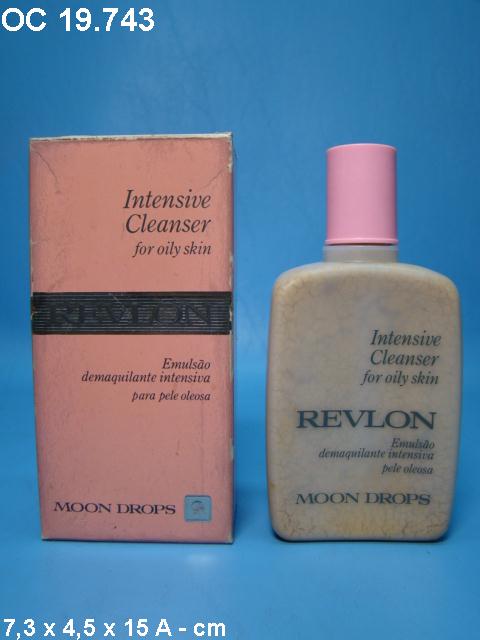 OC 19.743
Intensive
Cleanser
for oily skin
REVLON
Emulsão
demaquilante intensiva
para pele oleosa
MOON DROPS
Intensive
Cleanser
for oily skin
REVLON
Emulsão
demaquilante intensiva
pele oleosa
MOON DROPS
7,3 x 4,5 x 15 A - cm